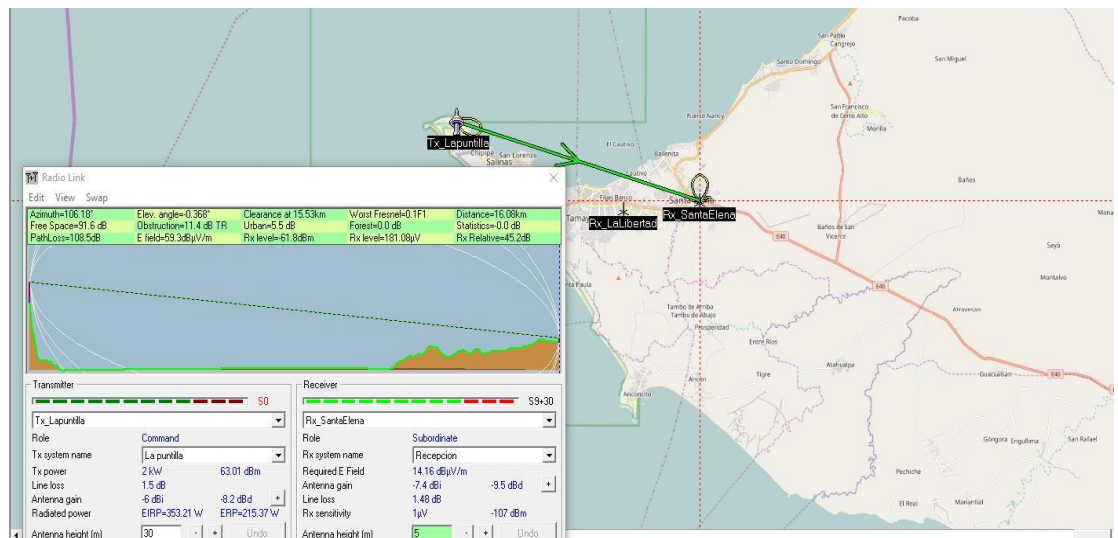 Pacoba
San Pablo
Cangrejo
Santo Domingo
San Miguel
San Francisco
de Cerro Alto
Morilla
Puerto Nancy
Tx_Lapuntilla
El Cautivo
Chipipe San Lorenzo
Salinas
Ballenita
Cautivo
Baños
Santa
Rx_SantaElena
Rx_LaLibertad
Tamay
Baños de San
Vicente
E40
Sayá
Montalvo
nta Paula
E40
Tambo de Arriba
Tambo de Abajo
Prosperidad
Atravesan
Entre Ríos
Ancón
Tigre
Atahualpa
E40
Anconcito
Góngora
Engullima
San Rafael
Pechiche
El Real
Manantial
Radio Link
Edit View Swap
Azimuth=106.18° Elev. angle=-0.368° Clearance at 15.53km Worst Fresnel=0.1F1 Distance=16.08km
Free Space=91.6 dB Obstruction=11.4 dB TR Urban=5.5 dB Forest=0.0 dB Statistics=-0.0 dB
PathLoss=108.5dB E field=59.3dBµV/m Rx level=-61.8dBm Rx level=181.08µV Rx Relative=45.2dB
Transmitter
S0
Tx_Lapuntilla
Role Command
Tx system name La puntilla
Tx power 2 kW 63.01 dBm
Line loss 1.5 dB
Antenna gain -6 dBi -8.2 dBd +
Radiated power EIRP=353.21 W ERP=215.37 W
Antenna height (m) 30 - + Undo
Receiver
S9+30
Rx_SantaElena
Role Subordinate
Rx system name Recepcion
Required E Field 14.16 dBµV/m
Antenna gain -7.4 dBi -9.5 dBd +
Line loss 1.48 dB
Rx sensitivity 1µV -107 dBm
Antenna height (m) 5 - + Undo